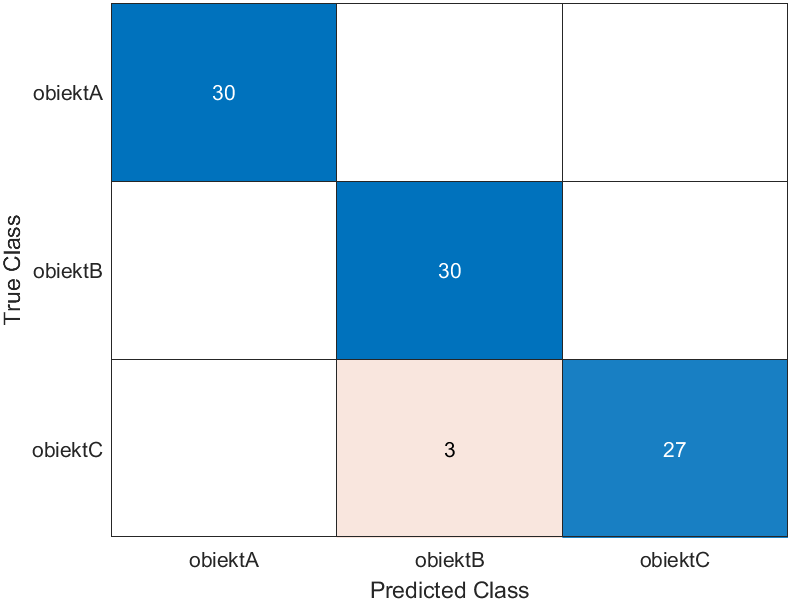 True Class
obiektA
30
obiektB
30
obiektC
3
27
obiektA
obiektB
obiektC
Predicted Class